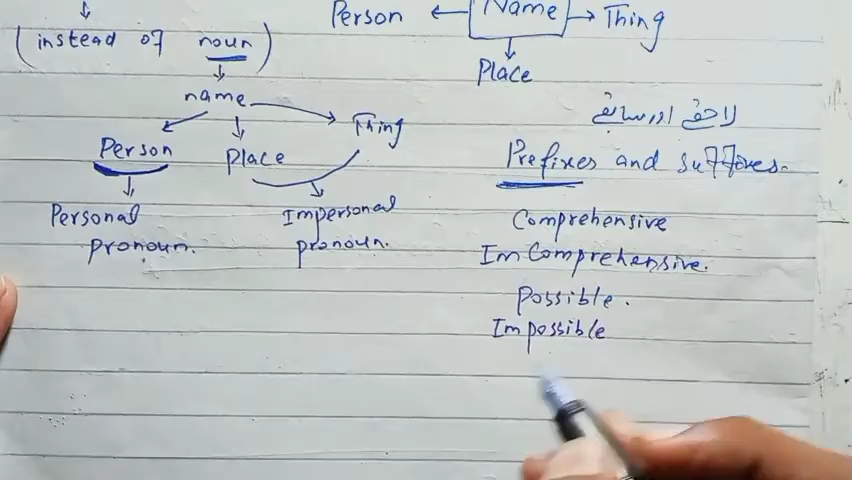 Person Name Thing
(instead of noun)
Place
name
Thing
Person Place
لاحقے اور سابقے
Prefixes and suffixes.
Personal
pronoun.
Impersonal
pronoun.
Comprehensive
ImComprehensive.
Possible.
Impossible